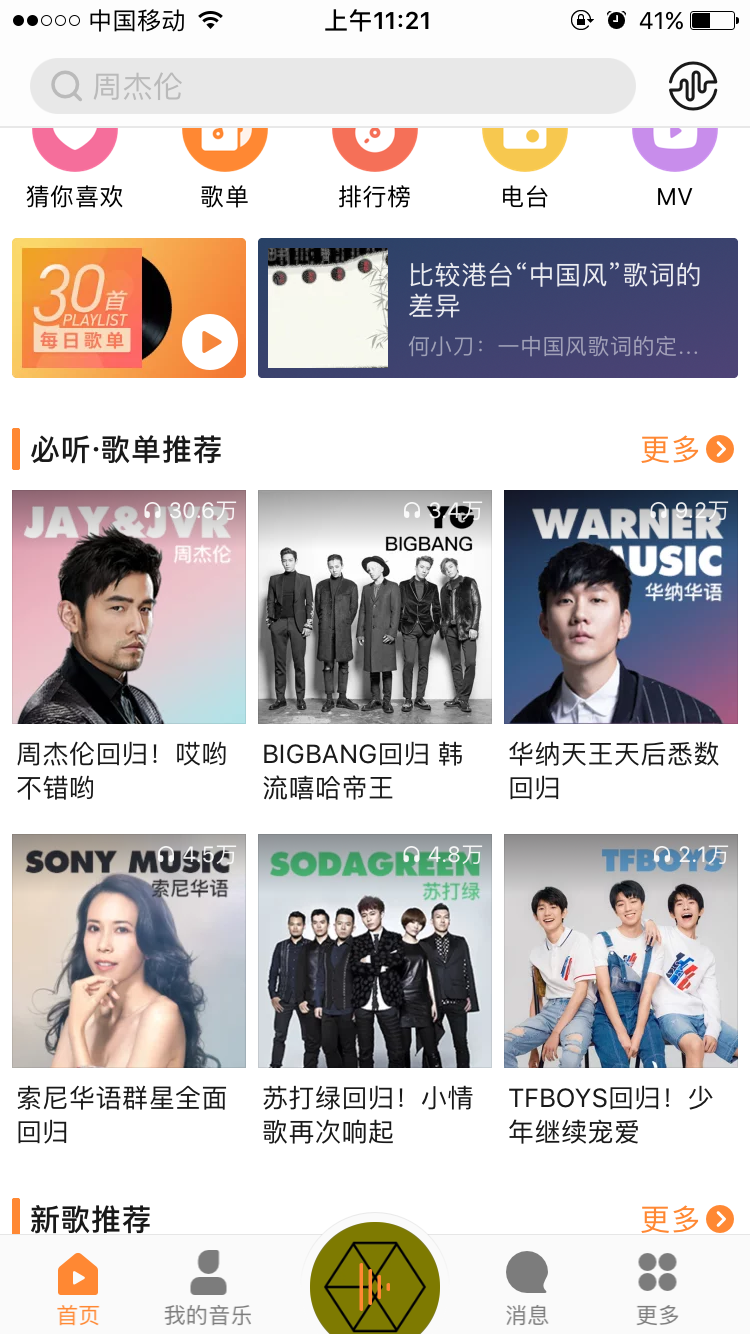 中国移动
上午11:21
41%
周杰伦
猜你喜欢
歌单
排行榜
电台
MV
30首
PLAYLIST
每日歌单
比较港台“中国风”歌词的
差异
何小刀：一中国风歌词的定...
必听·歌单推荐
更多
30.6万
JAY&JVR
周杰伦
3.4万
YG
BIGBANG
9.2万
WARNER
MUSIC
华纳华语
周杰伦回归！哎哟
不错哟
BIGBANG回归 韩
流嘻哈帝王
华纳天王天后悉数
回归
4.5万
SONY MUSIC
索尼华语
4.8万
SODAGREEN
苏打绿
2.1万
TFBOYS
索尼华语群星全面
回归
苏打绿回归！小情
歌再次响起
TFBOYS回归！少
年继续宠爱
新歌推荐
更多
首页
我的音乐
消息
更多